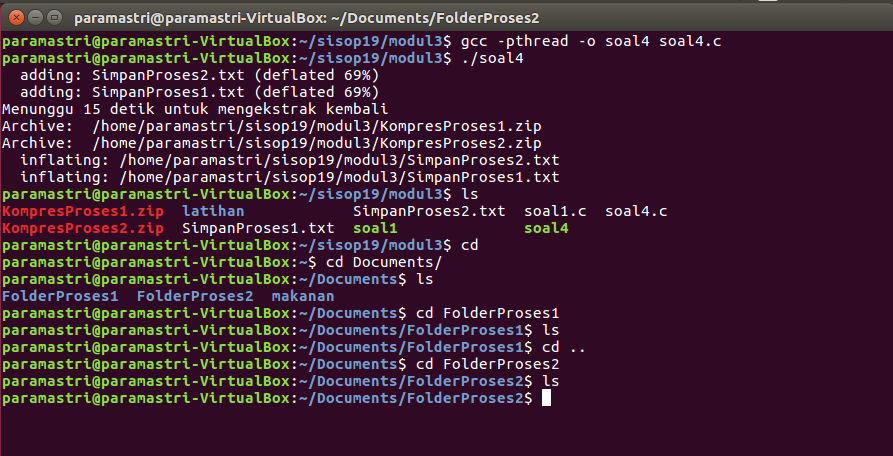 paramastri@paramastri-VirtualBox: ~/Documents/FolderProses2
paramastri@paramastri-VirtualBox:~/sisop19/modul3$ gcc -pthread -o soal4 soal4.c
paramastri@paramastri-VirtualBox:~/sisop19/modul3$ ./soal4
  adding: SimpanProses2.txt (deflated 69%)
  adding: SimpanProses1.txt (deflated 69%)
Menunggu 15 detik untuk mengekstrak kembali
Archive:  /home/paramastri/sisop19/modul3/KompresProses1.zip
Archive:  /home/paramastri/sisop19/modul3/KompresProses2.zip
  inflating: /home/paramastri/sisop19/modul3/SimpanProses2.txt
  inflating: /home/paramastri/sisop19/modul3/SimpanProses1.txt
paramastri@paramastri-VirtualBox:~/sisop19/modul3$ ls
KompresProses1.zip  latihan            SimpanProses2.txt  soal1.c  soal4.c
KompresProses2.zip  SimpanProses1.txt  soal1              soal4
paramastri@paramastri-VirtualBox:~/sisop19/modul3$ cd
paramastri@paramastri-VirtualBox:~$ cd Documents/
paramastri@paramastri-VirtualBox:~/Documents$ ls
FolderProses1  FolderProses2  makanan
paramastri@paramastri-VirtualBox:~/Documents$ cd FolderProses1
paramastri@paramastri-VirtualBox:~/Documents/FolderProses1$ ls
paramastri@paramastri-VirtualBox:~/Documents/FolderProses1$ cd ..
paramastri@paramastri-VirtualBox:~/Documents$ cd FolderProses2
paramastri@paramastri-VirtualBox:~/Documents/FolderProses2$ ls
paramastri@paramastri-VirtualBox:~/Documents/FolderProses2$